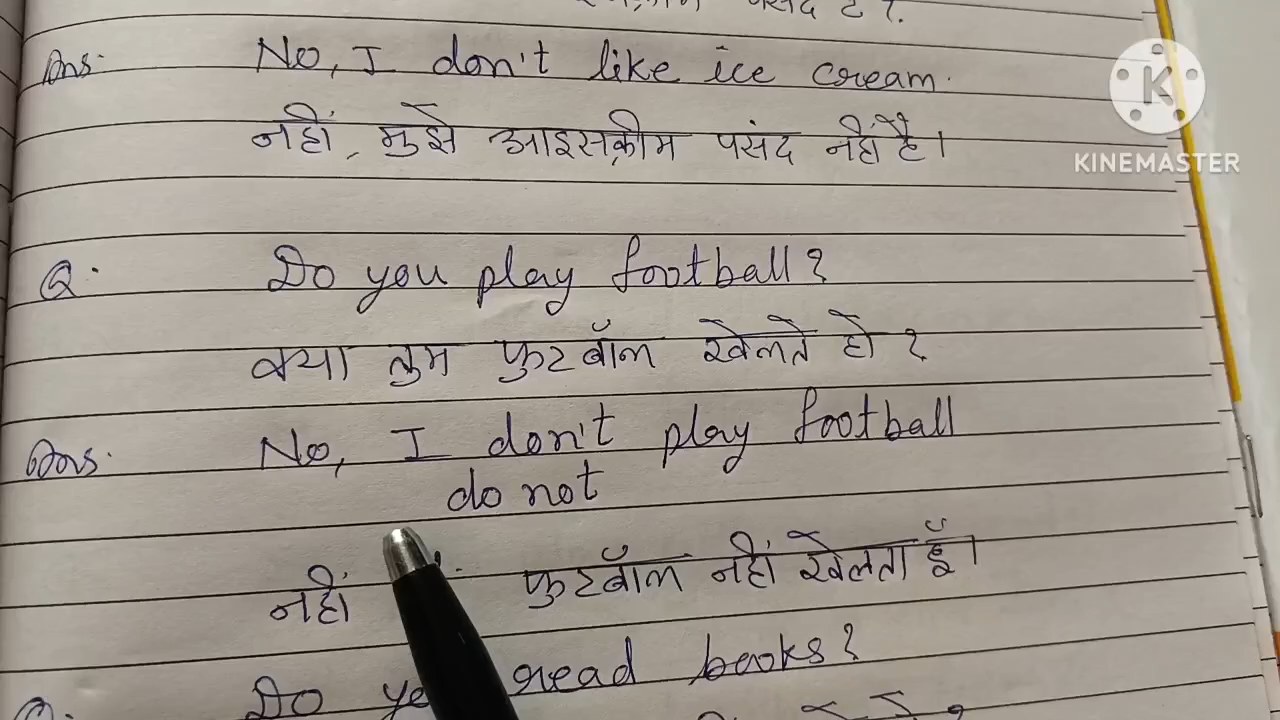 पसंद है ?
Ans. No, I don't like ice cream.
नहीं, मुझे आइसक्रीम पसंद नहीं है।
KINEMASTER
Q. Do you play football?
क्या तुम फुटबॉल खेलते हो ?
Ans. No, I don't play football
do not
नहीं फुटबॉल नहीं खेलता हूँ।
Q. Do read books?